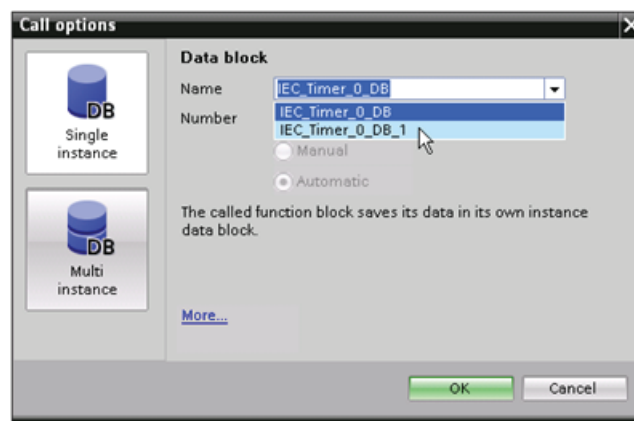 Call options
DB
Single
instance
DB
Multi
instance
Data block
Name
IEC_Timer_0_DB
IEC_Timer_0_DB
IEC_Timer_0_DB_1
Number
Manual
Automatic
The called function block saves its data in its own instance
data block.
More...
OK
Cancel